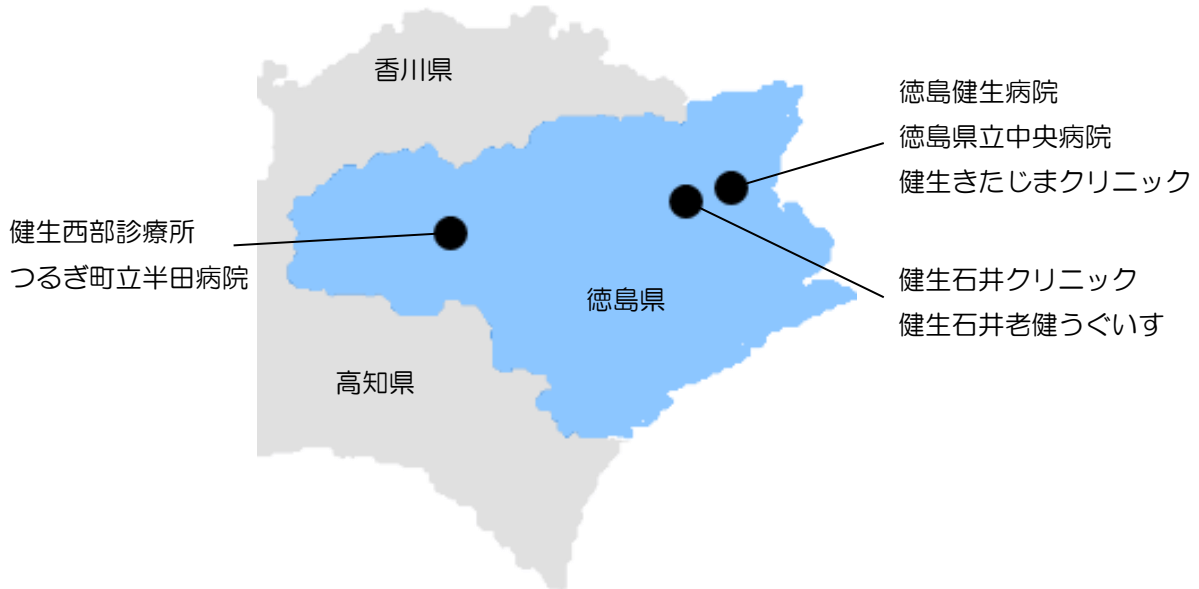 香川県
徳島健生病院
徳島県立中央病院
健生きたじまクリニック
健生西部診療所
つるぎ町立半田病院
徳島県
健生石井クリニック
健生石井老健うぐいす
高知県